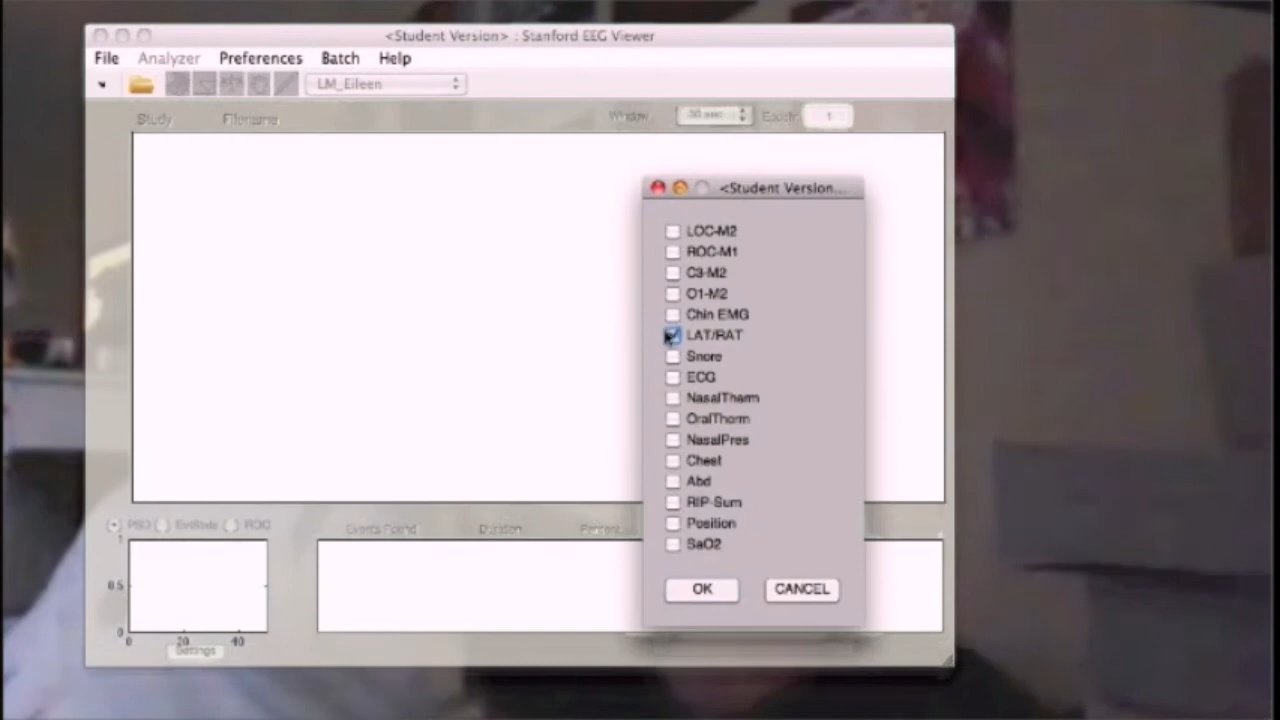 <Student Version> : Stanford EEG Viewer
File Analyzer Preferences Batch Help
LM_Eileen
Study Filename Window 30 sec Epoch 1
<Student Version...
LOC-M2
ROC-M1
C3-M2
O1-M2
Chin EMG
LAT/RAT
Snore
ECG
NasalTherm
OralTherm
NasalPres
Chest
Abd
RIP-Sum
Position
SaO2
OK CANCEL
PSD EvtStats ROC
Events Found Duration Percent
1
0.5
0
0 20 40
Settings